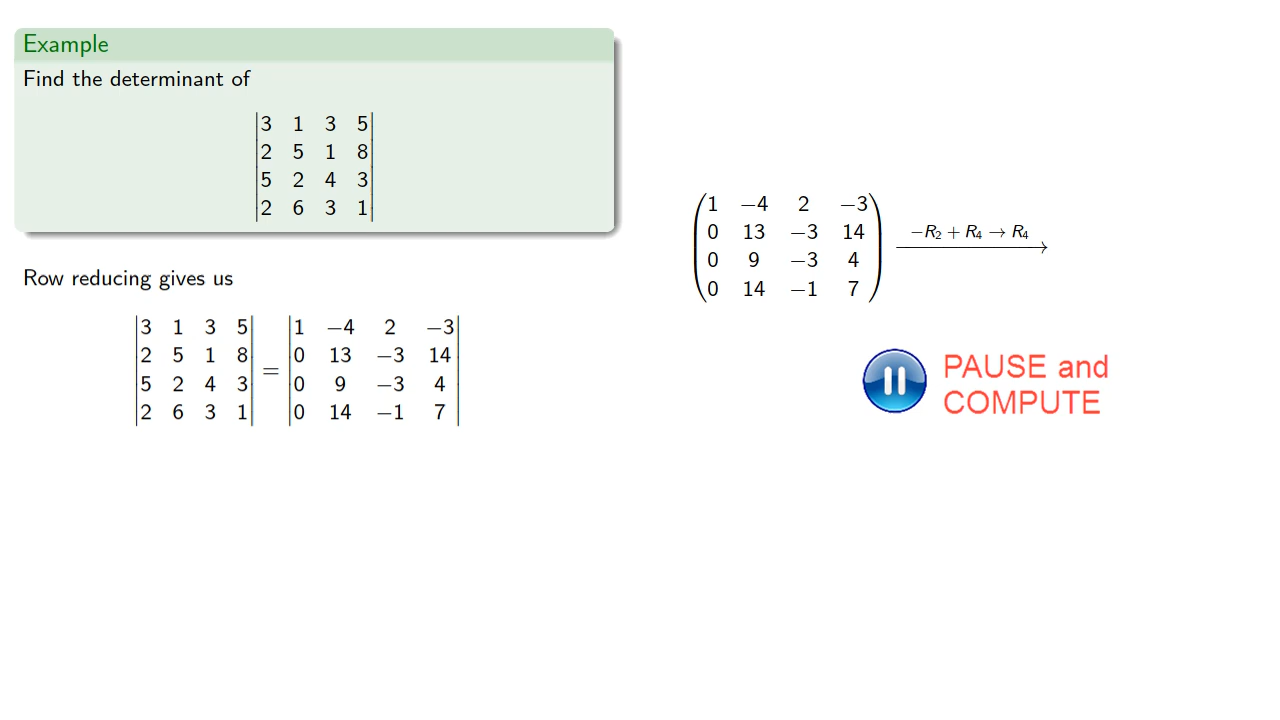 Example
Find the determinant of
|3 1 3 5|
|2 5 1 8|
|5 2 4 3|
|2 6 3 1|
Row reducing gives us
|3 1 3 5| = |1 −4 2 −3|
|2 5 1 8| |0 13 −3 14|
|5 2 4 3| |0 9 −3 4|
|2 6 3 1| |0 14 −1 7|
(1 −4 2 −3)
(0 13 −3 14) −R₂ + R₄ → R₄
(0 9 −3 4)
(0 14 −1 7)
PAUSE and
COMPUTE